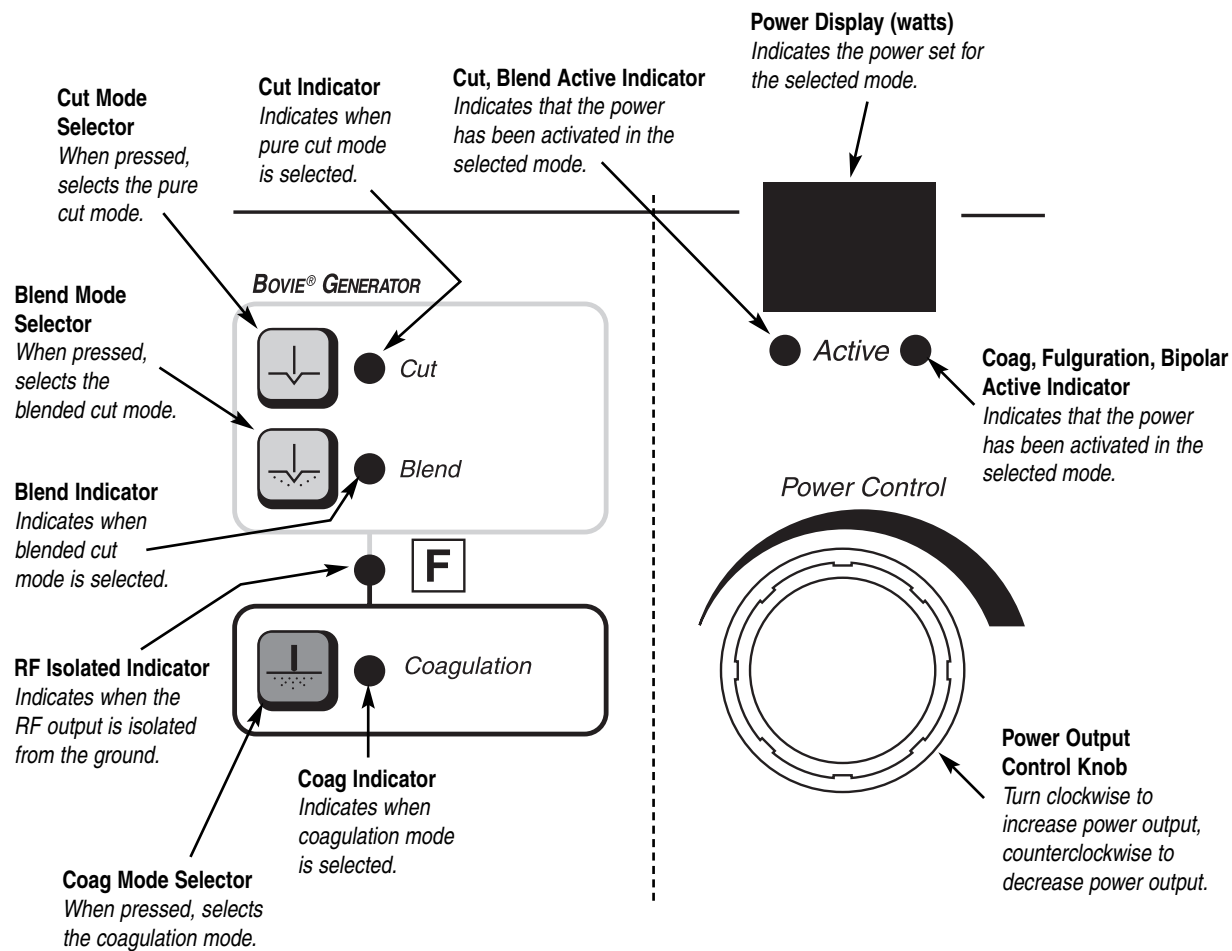 Power Display (watts)
Indicates the power set for
the selected mode.
Cut, Blend Active Indicator
Indicates that the power
has been activated in the
selected mode.
Cut Indicator
Indicates when
pure cut mode
is selected.
Cut Mode
Selector
When pressed,
selects the pure
cut mode.
BOVIE® GENERATOR
Blend Mode
Selector
When pressed,
selects the
blended cut mode.
Cut
Active
Coag, Fulguration, Bipolar
Active Indicator
Indicates that the power
has been activated in the
selected mode.
Blend
Blend Indicator
Indicates when
blended cut
mode is selected.
Power Control
F
RF Isolated Indicator
Indicates when the
RF output is isolated
from the ground.
Coagulation
Coag Indicator
Indicates when
coagulation mode
is selected.
Power Output
Control Knob
Turn clockwise to
increase power output,
counterclockwise to
decrease power output.
Coag Mode Selector
When pressed, selects
the coagulation mode.